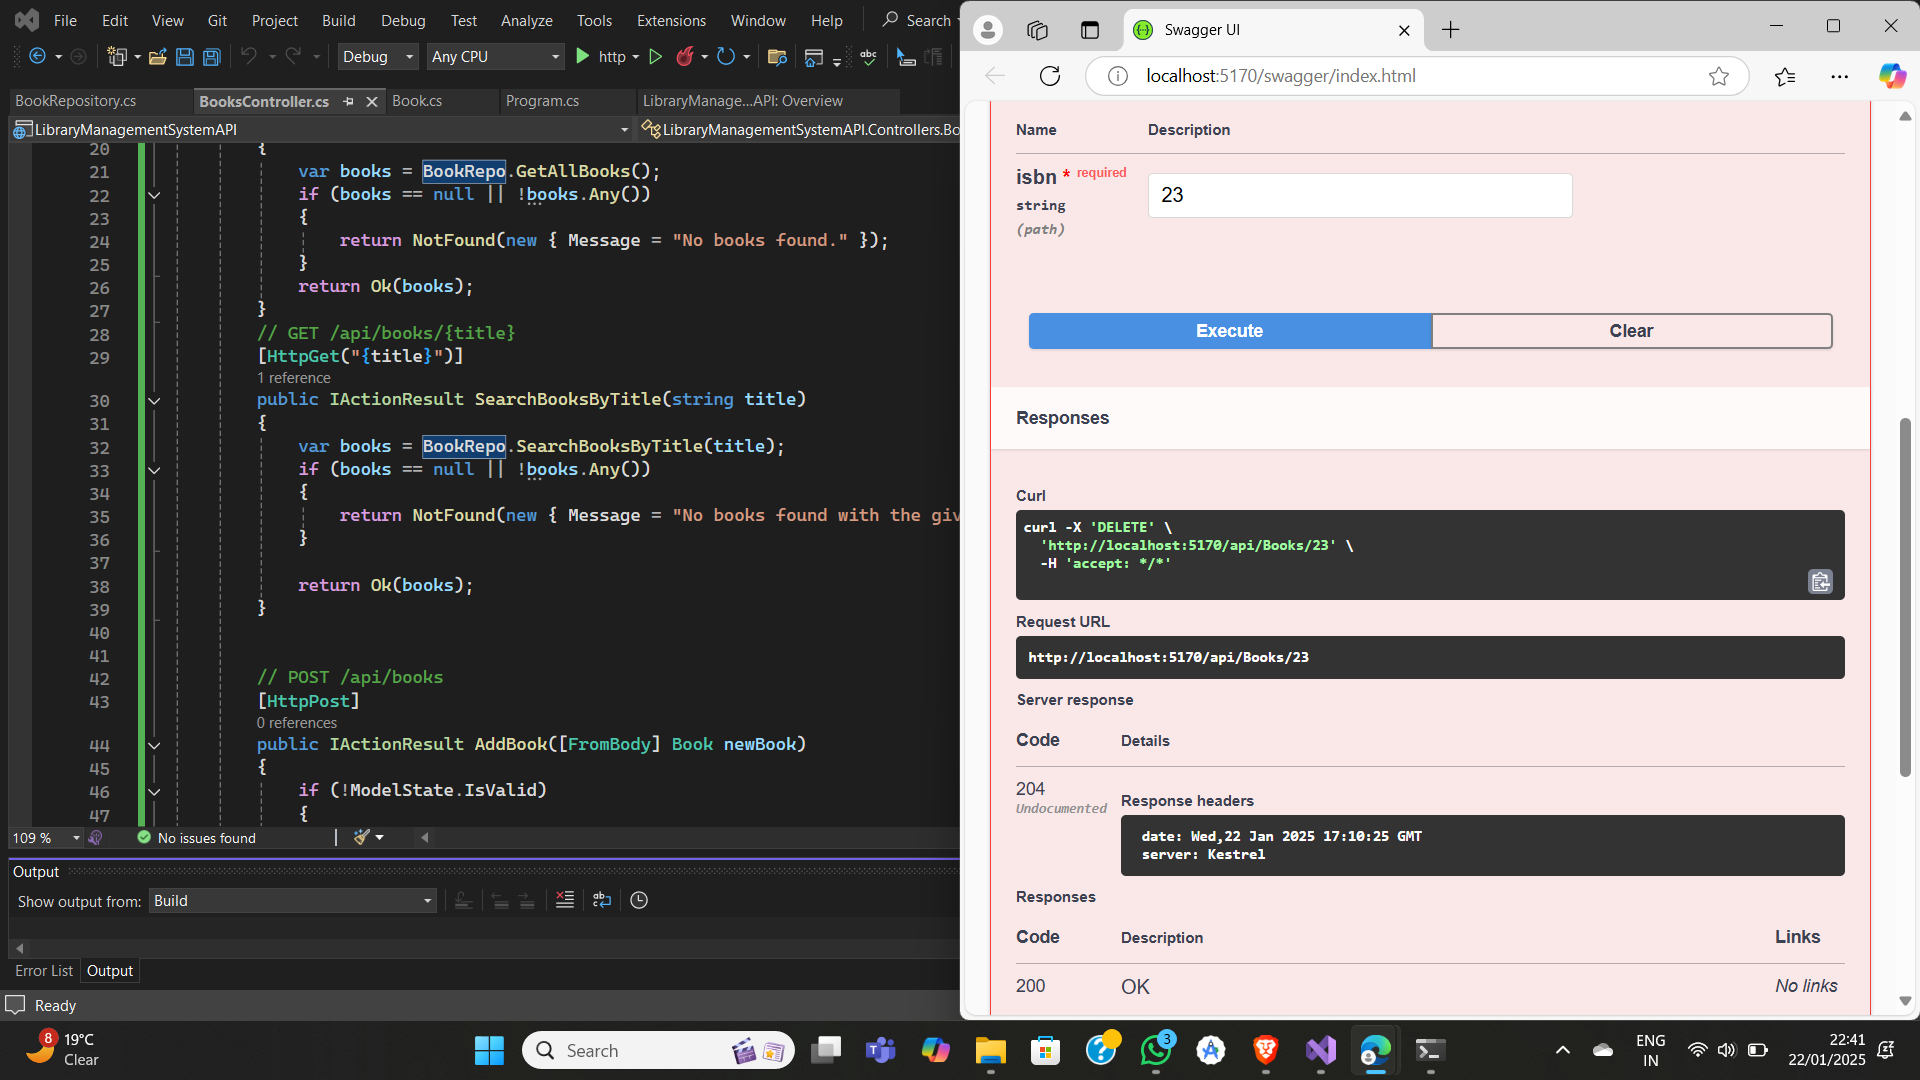 File Edit View Git Project Build Debug Test Analyze Tools Extensions Window Help Search
Debug Any CPU http
BookRepository.cs BooksController.cs Book.cs Program.cs LibraryManage...API: Overview
LibraryManagementSystemAPI LibraryManagementSystemAPI.Controllers.Bo
20 {
21 var books = BookRepo.GetAllBooks();
22 if (books == null || !books.Any())
23 {
24 return NotFound(new { Message = "No books found." });
25 }
26 return Ok(books);
27 }
28 // GET /api/books/{title}
29 [HttpGet("{title}")]
1 reference
30 public IActionResult SearchBooksByTitle(string title)
31 {
32 var books = BookRepo.SearchBooksByTitle(title);
33 if (books == null || !books.Any())
34 {
35 return NotFound(new { Message = "No books found with the giv
36 }
37
38 return Ok(books);
39 }
40
41
42 // POST /api/books
43 [HttpPost]
0 references
44 public IActionResult AddBook([FromBody] Book newBook)
45 {
46 if (!ModelState.IsValid)
47 {
109 % No issues found
Output
Show output from: Build
Error List Output
Ready
Swagger UI
localhost:5170/swagger/index.html
Name Description
isbn * required
string
(path)
23
Execute Clear
Responses
Curl
curl -X 'DELETE' \
'http://localhost:5170/api/Books/23' \
-H 'accept: */*'
Request URL
http://localhost:5170/api/Books/23
Server response
Code Details
204
Undocumented
Response headers
date: Wed,22 Jan 2025 17:10:25 GMT
server: Kestrel
Responses
Code Description Links
200 OK No links
8
19°C
Clear
Search
3
ENG
IN
22:41
22/01/2025